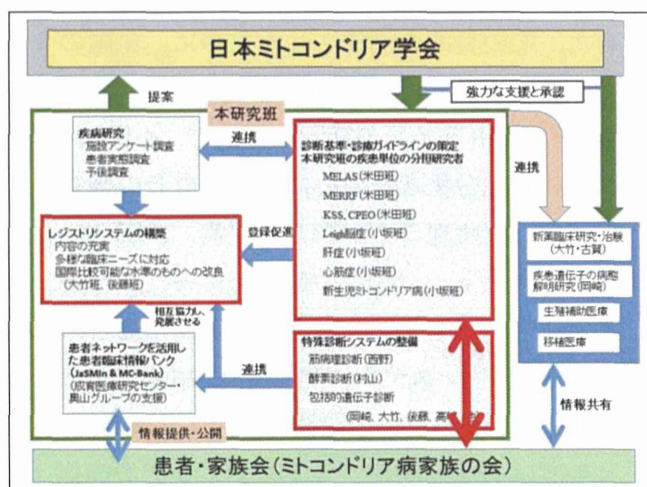 日本ミトコンドリア学会
提案
本研究班
強力な支援と承認
疾病研究
施設アンケート調査
患者実態調査
予後調査
連携
診断基準・診療ガイドラインの策定
本研究班の疾患単位の分担研究者
MELAS(米田班)
MERRF(米田班)
KSS, CPEO(米田班)
Leigh脳症(小坂班)
肝症(小坂班)
心筋症(小坂班)
新生児ミトコンドリア病(小坂班)
連携
レジストリシステムの構築
内容の充実
多様な臨床ニーズに対応
国際比較可能な水準のものへの改良
(大竹班、後藤班)
登録促進
新薬臨床研究・治験
(大竹・古賀)
疾患遺伝子の病態
解明研究(岡崎)
生殖補助医療
移植医療
相互協力し、
発展させる
患者ネットワークを活用し
た患者臨床情報バンク
(JaSMIn & MC-Bank)
(成育医療研究センター・
奥山グループの支援)
連携
特殊診断システムの整備
筋病理診断(西野)
酵素診断(村山)
包括的遺伝子診断
(岡崎、大竹、後藤、高
情報提供・公開
情報共有
患者・家族会(ミトコンドリア病家族の会)